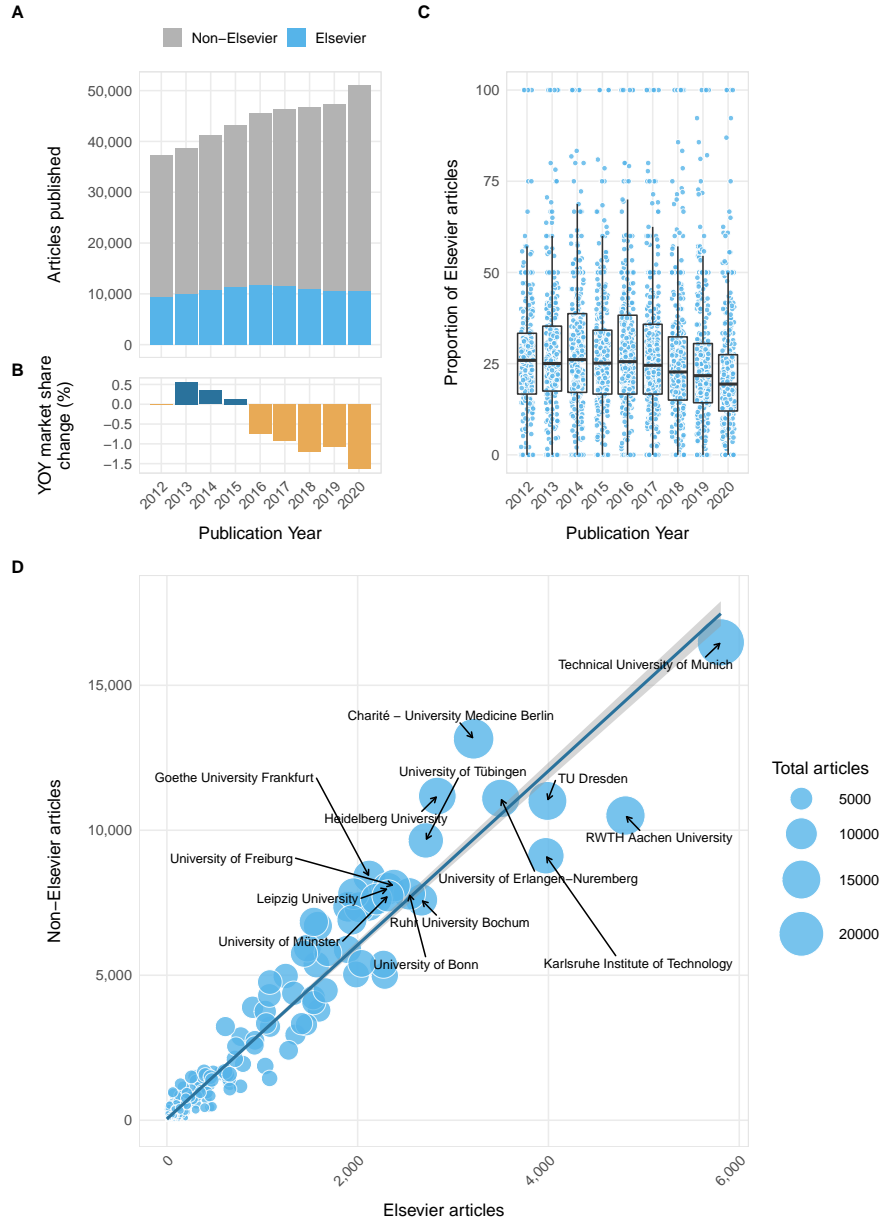 A
Non−Elsevier
Elsevier
50,000
40,000
30,000
20,000
10,000
0
Articles published
B
0.5
0.0
−0.5
−1.0
−1.5
YOY market share
change (%)
2012
2013
2014
2015
2016
2017
2018
2019
2020
Publication Year
C
100
75
50
25
0
Proportion of Elsevier articles
2012
2013
2014
2015
2016
2017
2018
2019
2020
Publication Year
D
15,000
10,000
5,000
0
Non−Elsevier articles
Technical University of Munich
Charité − University Medicine Berlin
University of Tübingen
Goethe University Frankfurt
TU Dresden
Heidelberg University
RWTH Aachen University
University of Freiburg
University of Erlangen−Nuremberg
Leipzig University
Ruhr University Bochum
University of Münster
University of Bonn
Karlsruhe Institute of Technology
0
2,000
4,000
6,000
Elsevier articles
Total articles
5000
10000
15000
20000